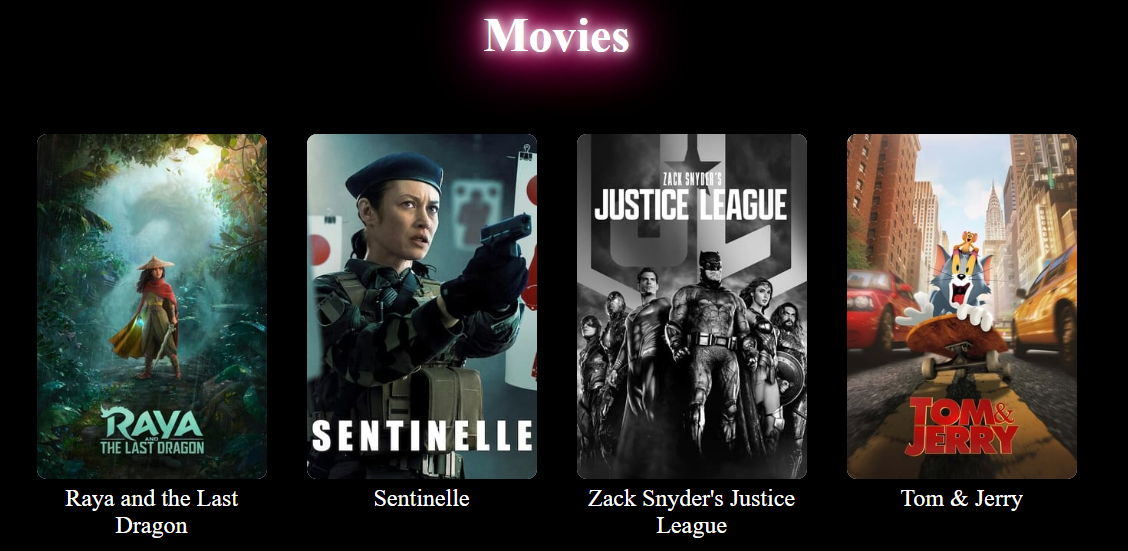 Movies
RAYA
AND
THE LAST DRAGON
SENTINELLE
JL
ZACK SNYDER'S
JUSTICE LEAGUE
TOM &
JERRY
Raya and the Last
Dragon
Sentinelle
Zack Snyder's Justice
League
Tom & Jerry